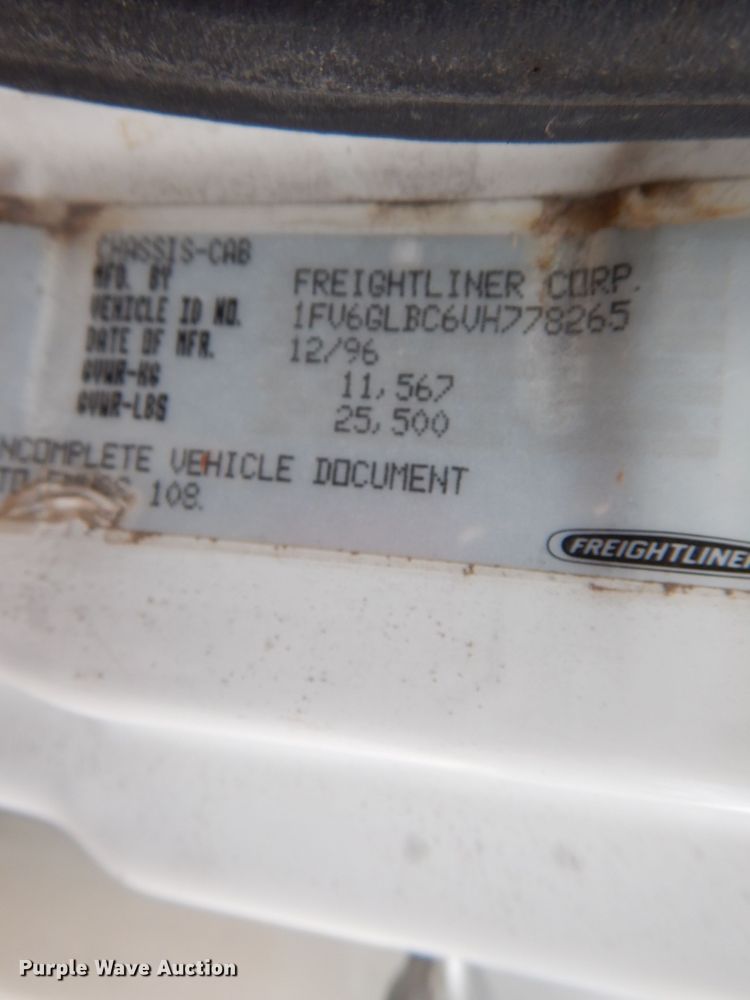 CHASSIS-CAB
MFD. BY FREIGHTLINER CORP.
VEHICLE ID NO. 1FV6GLBC6VH778265
DATE OF MFR. 12/96
GVWR-KG 11,567
GVWR-LBS 25,500
NCOMPLETE VEHICLE DOCUMENT
108.
FREIGHTLINER
Purple Wave Auction